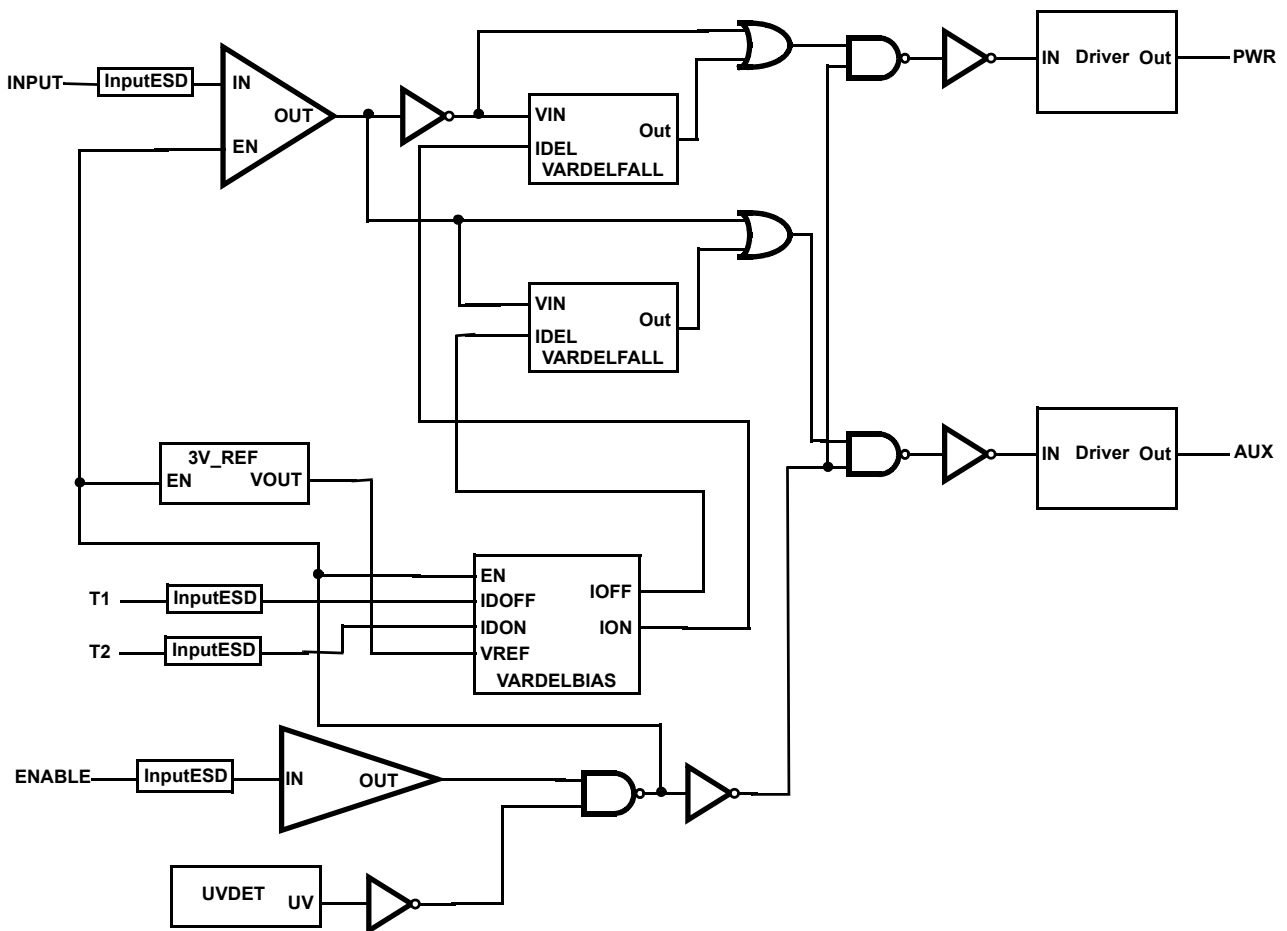 INPUT
InputESD
IN
OUT
EN
VIN
Out
IDEL
VARDELFALL
IN Driver Out
PWR
VIN
Out
IDEL
VARDELFALL
3V_REF
EN VOUT
IN Driver Out
AUX
T1
InputESD
T2
InputESD
EN
IDOFF
IDON
VREF
IOFF
ION
VARDELBIAS
ENABLE
InputESD
IN
OUT
UVDET
UV